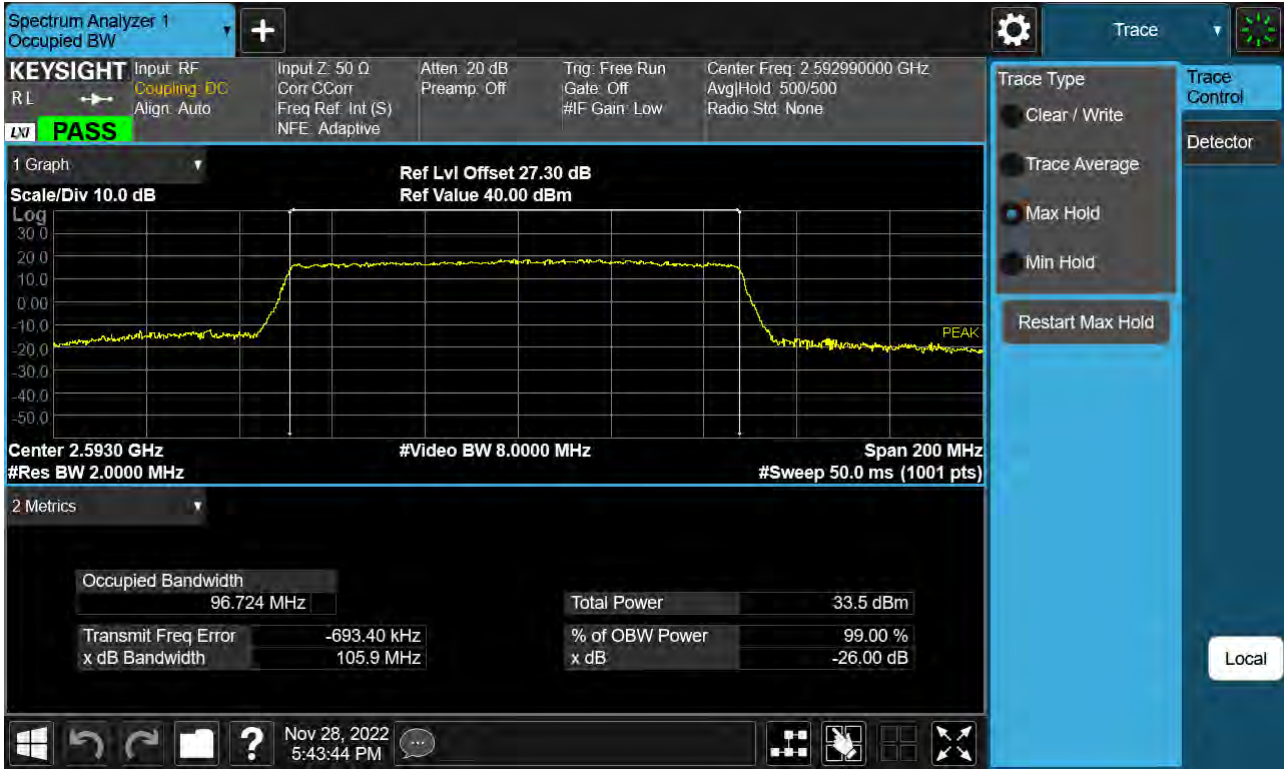 Spectrum Analyzer 1
Occupied BW
+
Trace
KEYSIGHT
RL
LXI
PASS
Input: RF
Coupling: DC
Align: Auto
Input Z: 50 Ω
Corr CCorr
Freq Ref: Int (S)
NFE: Adaptive
Atten: 20 dB
Preamp: Off
Trig: Free Run
Gate: Off
#IF Gain: Low
Center Freq: 2.592990000 GHz
Avg|Hold: 500/500
Radio Std: None
1 Graph
Scale/Div 10.0 dB
Ref Lvl Offset 27.30 dB
Ref Value 40.00 dBm
Log
30.0
20.0
10.0
0.00
-10.0
-20.0
-30.0
-40.0
-50.0
PEAK
Center 2.5930 GHz
#Video BW 8.0000 MHz
Span 200 MHz
#Res BW 2.0000 MHz
#Sweep 50.0 ms (1001 pts)
2 Metrics
Occupied Bandwidth
96.724 MHz
Total Power 33.5 dBm
Transmit Freq Error -693.40 kHz
% of OBW Power 99.00 %
x dB Bandwidth 105.9 MHz
x dB -26.00 dB
Trace Type
Clear / Write
Trace Average
Max Hold
Min Hold
Restart Max Hold
Trace
Control
Detector
Local
?
Nov 28, 2022
5:43:44 PM